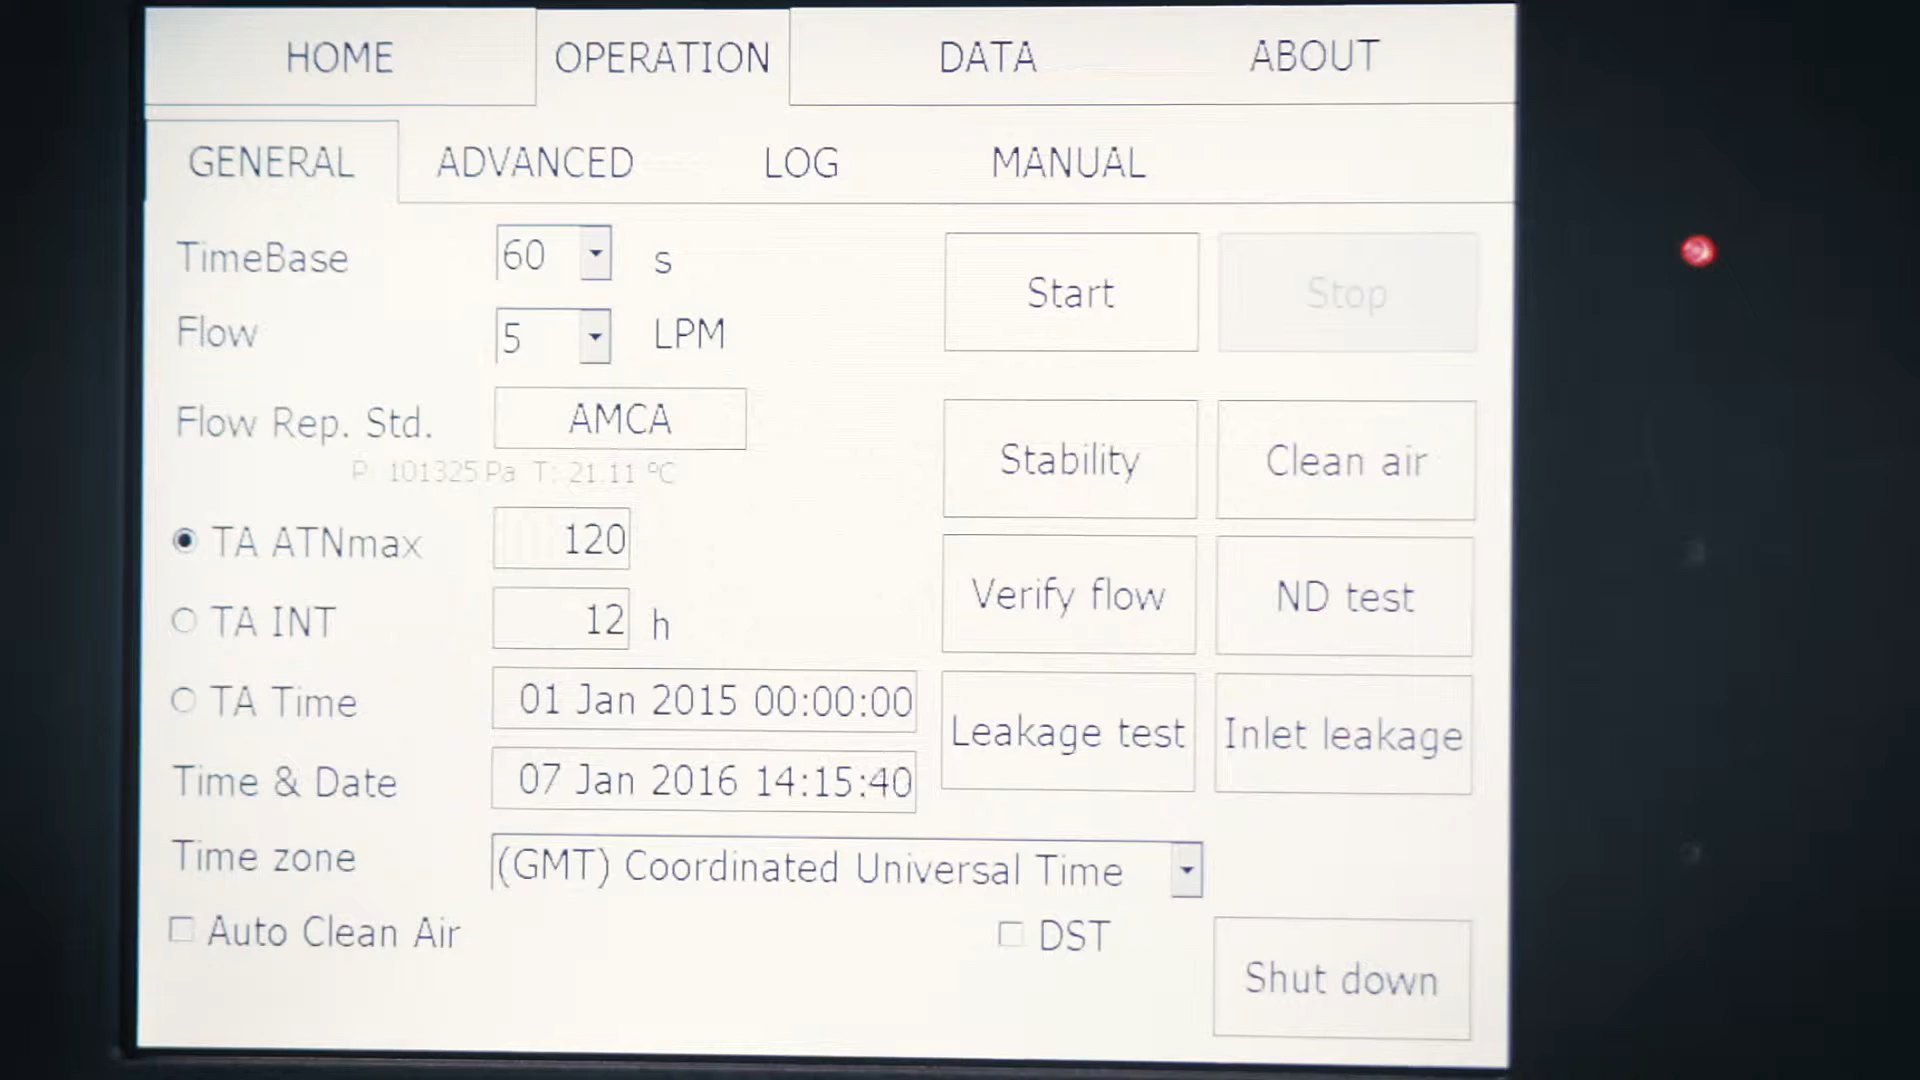 HOME OPERATION DATA ABOUT
GENERAL ADVANCED LOG MANUAL
TimeBase 60 s
Flow 5 LPM
Flow Rep. Std. AMCA
P: 101325 Pa T: 21.11 ºC
TA ATNmax 120
TA INT 12 h
TA Time 01 Jan 2015 00:00:00
Time & Date 07 Jan 2016 14:15:40
Time zone (GMT) Coordinated Universal Time
Auto Clean Air DST
Start Stop
Stability Clean air
Verify flow ND test
Leakage test Inlet leakage
Shut down